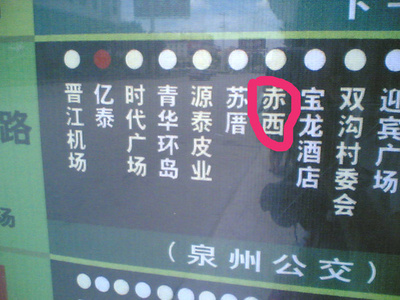 下一
路
场
晋江机场
亿泰
时代广场
青华环岛
源泰皮业
苏厝
赤西
宝龙酒店
双沟村委会
迎宾广场
（泉州公交）